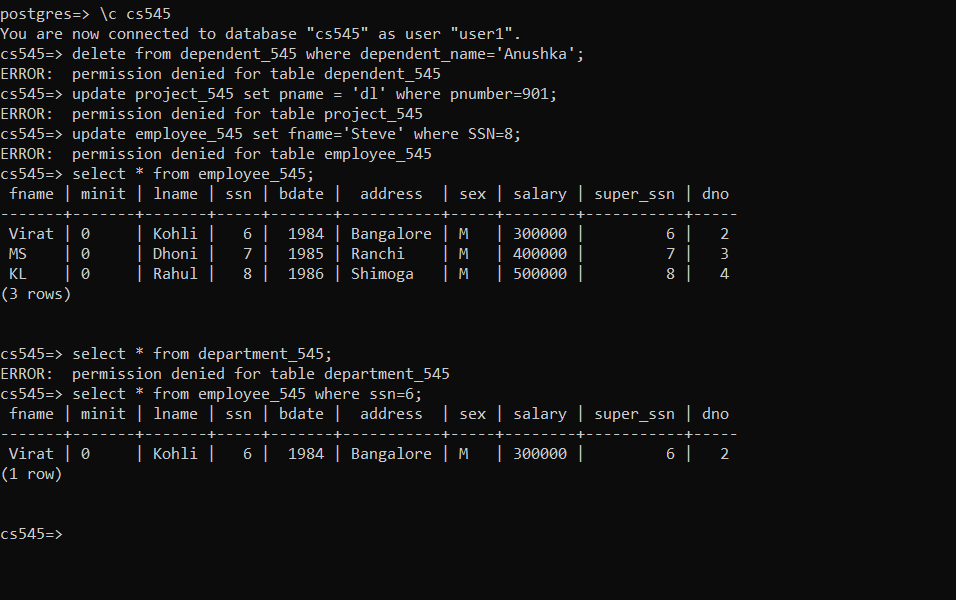 postgres=> \c cs545
You are now connected to database "cs545" as user "user1".
cs545=> delete from dependent_545 where dependent_name='Anushka';
ERROR:  permission denied for table dependent_545
cs545=> update project_545 set pname = 'dl' where pnumber=901;
ERROR:  permission denied for table project_545
cs545=> update employee_545 set fname='Steve' where SSN=8;
ERROR:  permission denied for table employee_545
cs545=> select * from employee_545;
 fname | minit | lname | ssn | bdate |  address  | sex | salary | super_ssn | dno
-------+-------+-------+-----+-------+-----------+-----+--------+-----------+-----
 Virat | 0     | Kohli |   6 |  1984 | Bangalore | M   | 300000 |         6 |   2
 MS    | 0     | Dhoni |   7 |  1985 | Ranchi    | M   | 400000 |         7 |   3
 KL    | 0     | Rahul |   8 |  1986 | Shimoga   | M   | 500000 |         8 |   4
(3 rows)
cs545=> select * from department_545;
ERROR:  permission denied for table department_545
cs545=> select * from employee_545 where ssn=6;
 fname | minit | lname | ssn | bdate |  address  | sex | salary | super_ssn | dno
-------+-------+-------+-----+-------+-----------+-----+--------+-----------+-----
 Virat | 0     | Kohli |   6 |  1984 | Bangalore | M   | 300000 |         6 |   2
(1 row)
cs545=>